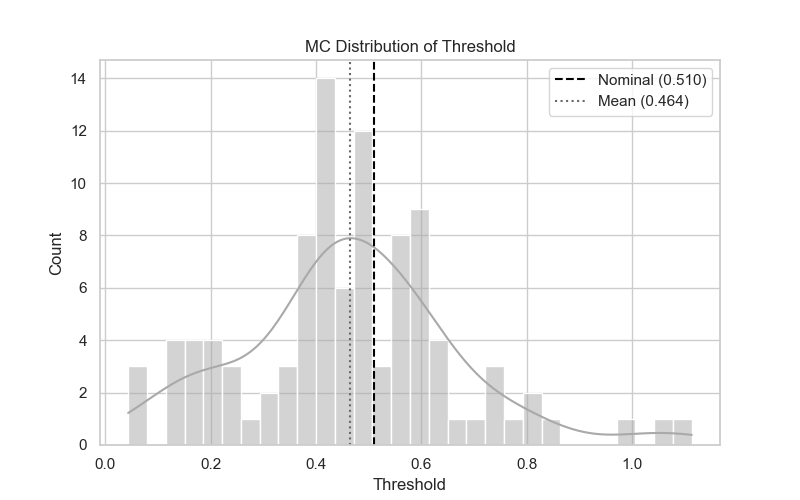 MC Distribution of Threshold
Nominal (0.510)
Mean (0.464)
Count
14
12
10
8
6
4
2
0
0.0 0.2 0.4 0.6 0.8 1.0
Threshold